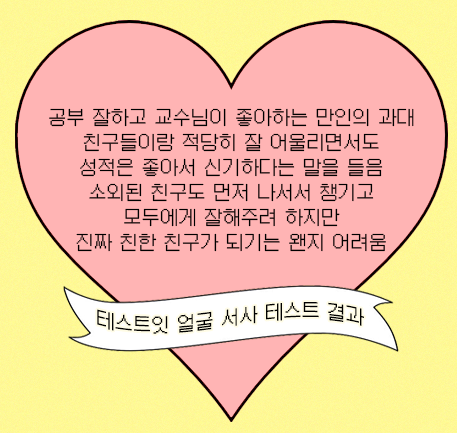 공부 잘하고 교수님이 좋아하는 만인의 과대
친구들이랑 적당히 잘 어울리면서도
성적은 좋아서 신기하다는 말을 들음
소외된 친구도 먼저 나서서 챙기고
모두에게 잘해주려 하지만
진짜 친한 친구가 되기는 왠지 어려움
테스트잇 얼굴 서사 테스트 결과